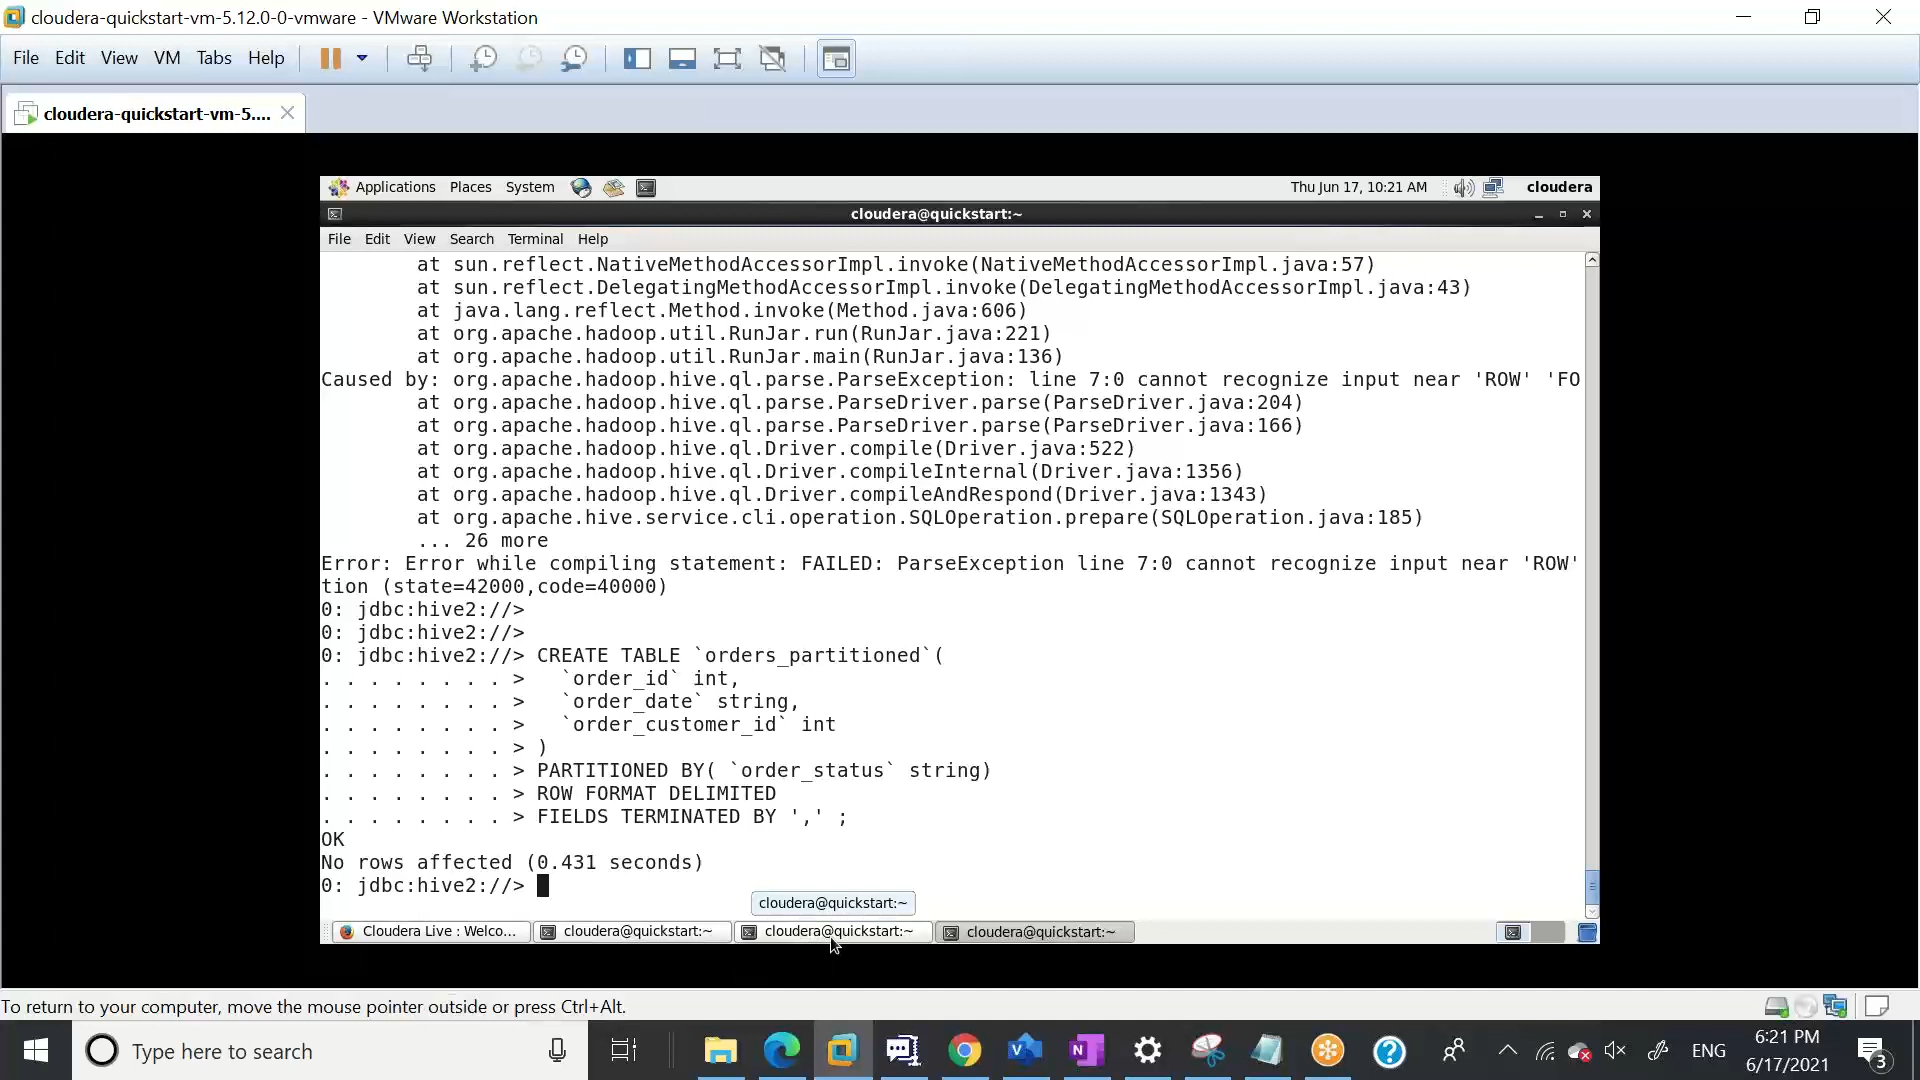 cloudera-quickstart-vm-5.12.0-0-vmware - VMware Workstation
File Edit View VM Tabs Help
cloudera-quickstart-vm-5....
Applications Places System Thu Jun 17, 10:21 AM cloudera
cloudera@quickstart:~
File Edit View Search Terminal Help
at sun.reflect.NativeMethodAccessorImpl.invoke(NativeMethodAccessorImpl.java:57)
at sun.reflect.DelegatingMethodAccessorImpl.invoke(DelegatingMethodAccessorImpl.java:43)
at java.lang.reflect.Method.invoke(Method.java:606)
at org.apache.hadoop.util.RunJar.run(RunJar.java:221)
at org.apache.hadoop.util.RunJar.main(RunJar.java:136)
Caused by: org.apache.hadoop.hive.ql.parse.ParseException: line 7:0 cannot recognize input near 'ROW' 'FO
at org.apache.hadoop.hive.ql.parse.ParseDriver.parse(ParseDriver.java:204)
at org.apache.hadoop.hive.ql.parse.ParseDriver.parse(ParseDriver.java:166)
at org.apache.hadoop.hive.ql.Driver.compile(Driver.java:522)
at org.apache.hadoop.hive.ql.Driver.compileInternal(Driver.java:1356)
at org.apache.hadoop.hive.ql.Driver.compileAndRespond(Driver.java:1343)
at org.apache.hive.service.cli.operation.SQLOperation.prepare(SQLOperation.java:185)
... 26 more
Error: Error while compiling statement: FAILED: ParseException line 7:0 cannot recognize input near 'ROW'
tion (state=42000,code=40000)
0: jdbc:hive2://>
0: jdbc:hive2://>
0: jdbc:hive2://> CREATE TABLE `orders_partitioned`(
. . . . . . . . > `order_id` int,
. . . . . . . . > `order_date` string,
. . . . . . . . > `order_customer_id` int
. . . . . . . . > )
. . . . . . . . > PARTITIONED BY( `order_status` string)
. . . . . . . . > ROW FORMAT DELIMITED
. . . . . . . . > FIELDS TERMINATED BY ',' ;
OK
No rows affected (0.431 seconds)
0: jdbc:hive2://>
cloudera@quickstart:~
Cloudera Live : Welco... cloudera@quickstart:~ cloudera@quickstart:~ cloudera@quickstart:~
To return to your computer, move the mouse pointer outside or press Ctrl+Alt.
Type here to search ENG 6:21 PM
6/17/2021 3